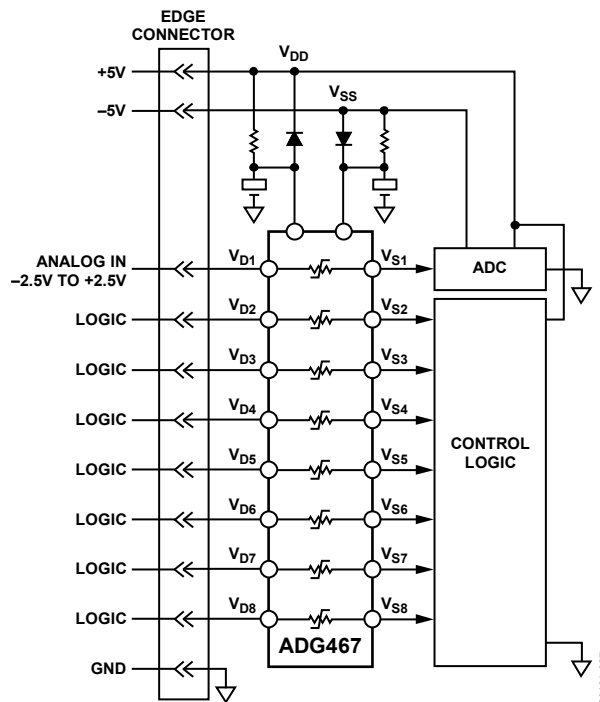 EDGE
CONNECTOR
VDD
+5V
VSS
–5V
ANALOG IN
–2.5V TO +2.5V
VD1
VS1
ADC
LOGIC
VD2
VS2
LOGIC
VD3
VS3
LOGIC
VD4
VS4
CONTROL
LOGIC
LOGIC
VD5
VS5
LOGIC
VD6
VS6
LOGIC
VD7
VS7
LOGIC
VD8
VS8
ADG467
GND